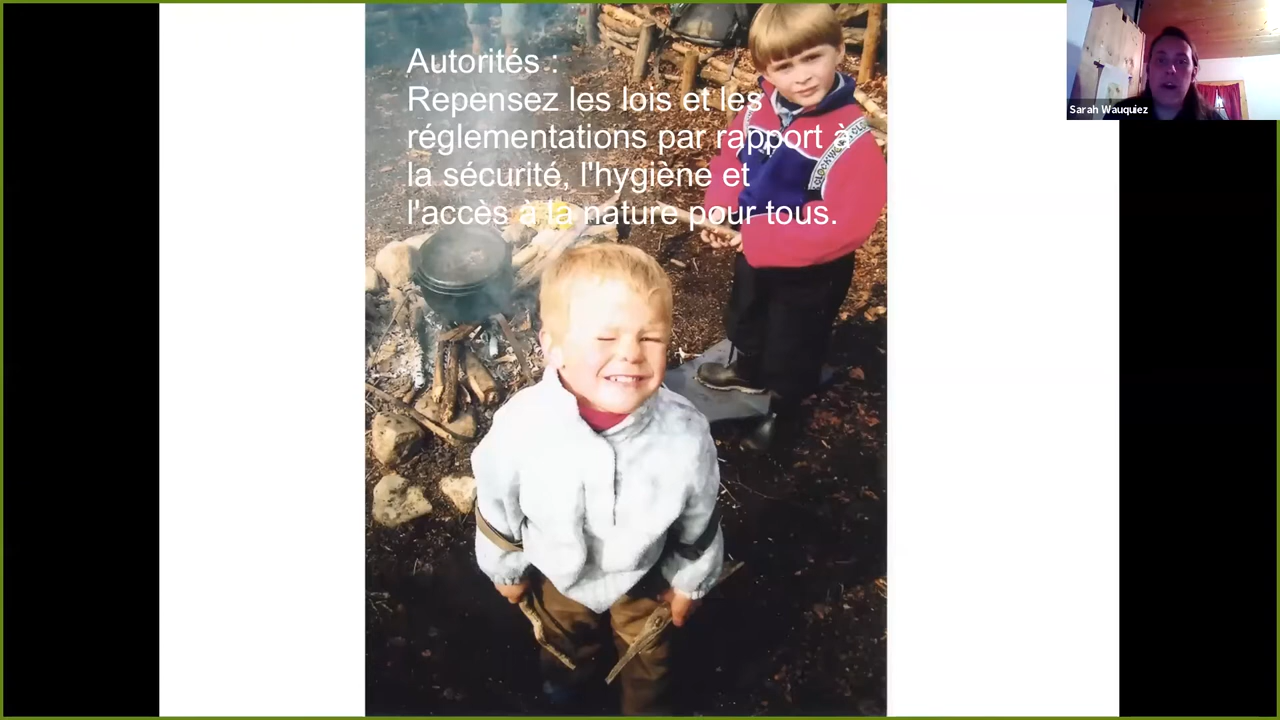 Autorités :
Repensez les lois et les
réglementations par rapport à
la sécurité, l'hygiène et
l'accès à la nature pour tous.
Sarah Wauquiez